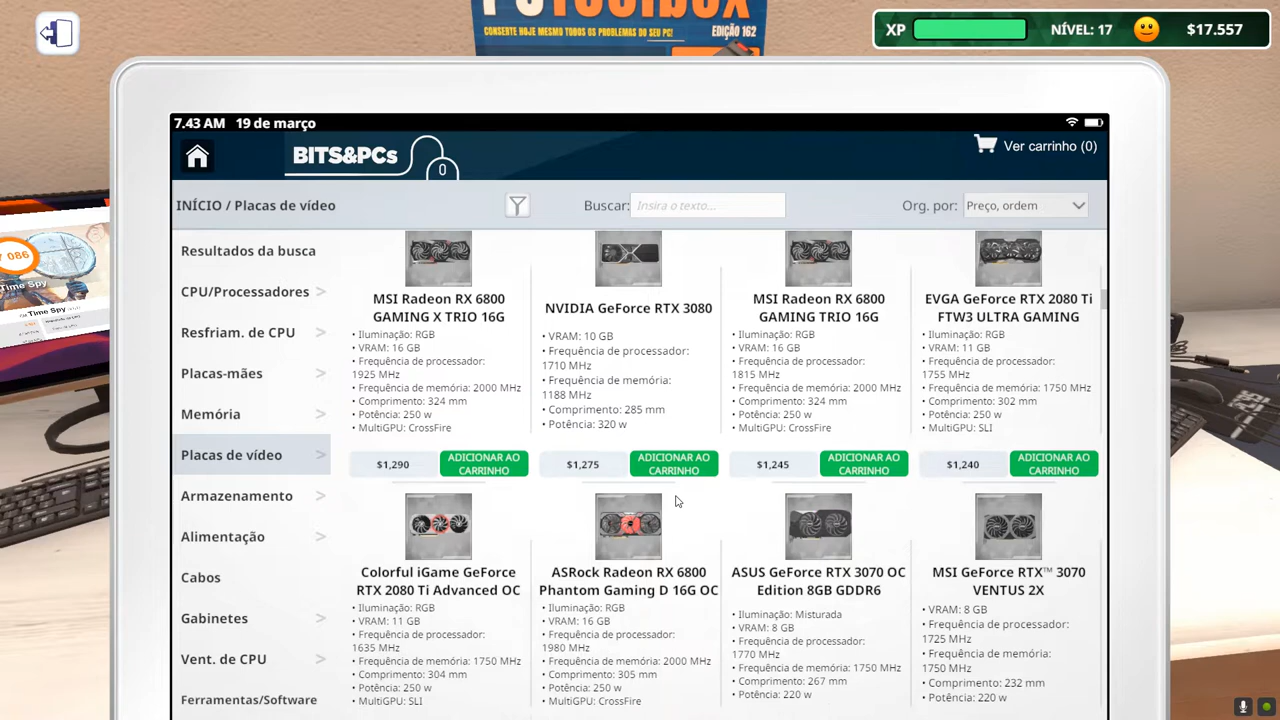 CONSERTE HOJE MESMO TODOS OS PROBLEMAS DO SEU PC!
EDIÇÃO 162
XP
NÍVEL: 17
$17.557
7.43 AM 19 de março
BITS&PCs
0
Ver carrinho (0)
INÍCIO / Placas de vídeo
Buscar:
Insira o texto...
Org. por:
Preço, ordem
Resultados da busca
CPU/Processadores >
Resfriam. de CPU >
Placas-mães >
Memória >
Placas de vídeo >
Armazenamento >
Alimentação >
Cabos
Gabinetes >
Vent. de CPU >
Ferramentas/Software
MSI Radeon RX 6800
GAMING X TRIO 16G
• Iluminação: RGB
• VRAM: 16 GB
• Frequência de processador:
1925 MHz
• Frequência de memória: 2000 MHz
• Comprimento: 324 mm
• Potência: 250 w
• MultiGPU: CrossFire
$1,290
ADICIONAR AO
CARRINHO
NVIDIA GeForce RTX 3080
• VRAM: 10 GB
• Frequência de processador:
1710 MHz
• Frequência de memória:
1188 MHz
• Comprimento: 285 mm
• Potência: 320 w
$1,275
ADICIONAR AO
CARRINHO
MSI Radeon RX 6800
GAMING TRIO 16G
• Iluminação: RGB
• VRAM: 16 GB
• Frequência de processador:
1815 MHz
• Frequência de memória: 2000 MHz
• Comprimento: 324 mm
• Potência: 250 w
• MultiGPU: CrossFire
$1,245
ADICIONAR AO
CARRINHO
EVGA GeForce RTX 2080 Ti
FTW3 ULTRA GAMING
• Iluminação: RGB
• VRAM: 11 GB
• Frequência de processador:
1755 MHz
• Frequência de memória: 1750 MHz
• Comprimento: 302 mm
• Potência: 250 w
• MultiGPU: SLI
$1,240
ADICIONAR AO
CARRINHO
Colorful iGame GeForce
RTX 2080 Ti Advanced OC
• Iluminação: RGB
• VRAM: 11 GB
• Frequência de processador:
1635 MHz
• Frequência de memória: 1750 MHz
• Comprimento: 304 mm
• Potência: 250 w
• MultiGPU: SLI
ASRock Radeon RX 6800
Phantom Gaming D 16G OC
• Iluminação: RGB
• VRAM: 16 GB
• Frequência de processador:
1980 MHz
• Frequência de memória: 2000 MHz
• Comprimento: 305 mm
• Potência: 250 w
• MultiGPU: CrossFire
ASUS GeForce RTX 3070 OC
Edition 8GB GDDR6
• Iluminação: Misturada
• VRAM: 8 GB
• Frequência de processador:
1770 MHz
• Frequência de memória: 1750 MHz
• Comprimento: 267 mm
• Potência: 220 w
MSI GeForce RTX™ 3070
VENTUS 2X
• VRAM: 8 GB
• Frequência de processador:
1725 MHz
• Frequência de memória:
1750 MHz
• Comprimento: 232 mm
• Potência: 220 w
086
Time Spy
Time Spy